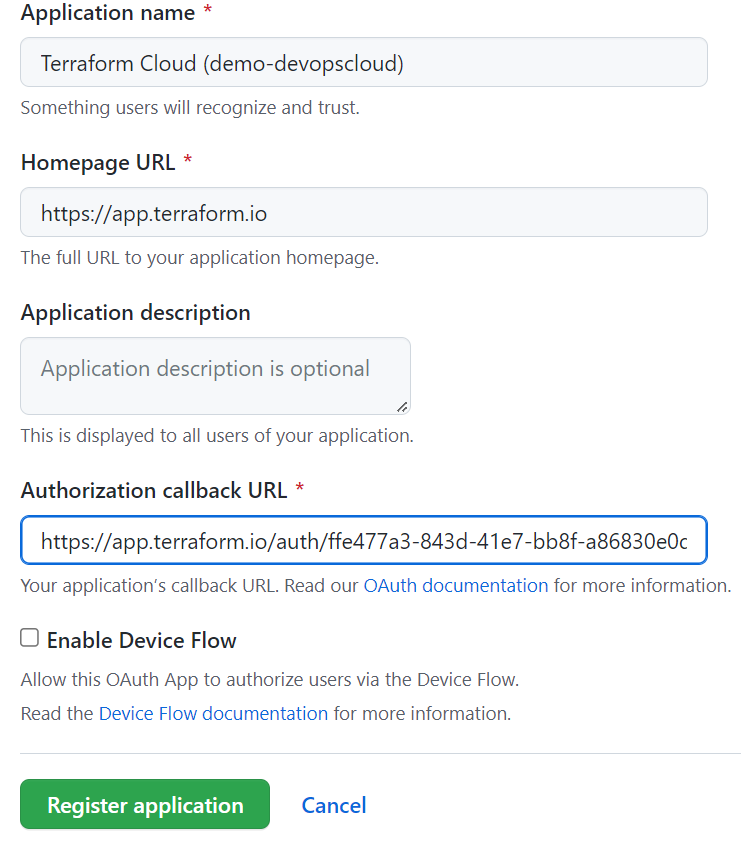 Application name *
Terraform Cloud (demo-devopscloud)
Something users will recognize and trust.
Homepage URL *
https://app.terraform.io
The full URL to your application homepage.
Application description
Application description is optional
This is displayed to all users of your application.
Authorization callback URL *
https://app.terraform.io/auth/ffe477a3-843d-41e7-bb8f-a86830e0c
Your application's callback URL. Read our OAuth documentation for more information.
Enable Device Flow
Allow this OAuth App to authorize users via the Device Flow.
Read the Device Flow documentation for more information.
Register application Cancel